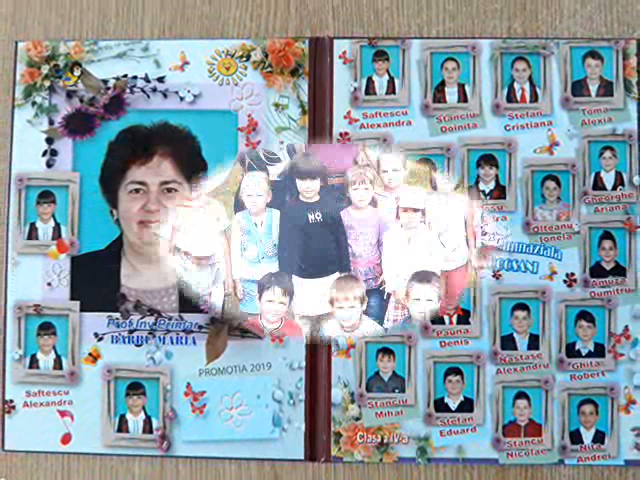 Saftescu
Alexandra
Stanciu
Doinita
Stefan
Cristiana
Toma
Alexia
Gheorghe
Ariana
Olteanu
Ionela
NO
Amuza
Dumitru
Prof.Inv.Primar
BARBU MARIA
PROMOTIA 2019
Pauna
Denis
Nastase
Alexandru
Ghita
Robert
Saftescu
Alexandra
Stanciu
Mihai
Stefan
Eduard
Stancu
Nicolae
Nita
Andrei
Clasa a IV-a